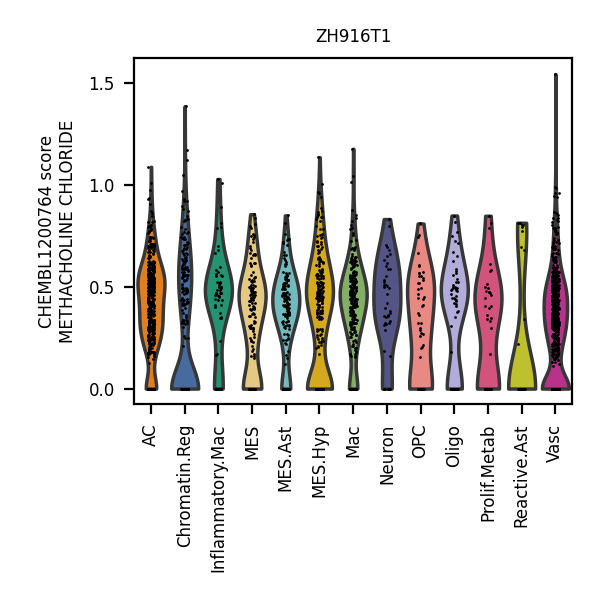 ZH916T1
CHEMBL1200764 score
METHACHOLINE CHLORIDE
1.5
1.0
0.5
0.0
AC
Chromatin.Reg
Inflammatory.Mac
MES
MES.Ast
MES.Hyp
Mac
Neuron
OPC
Oligo
Prolif.Metab
Reactive.Ast
Vasc